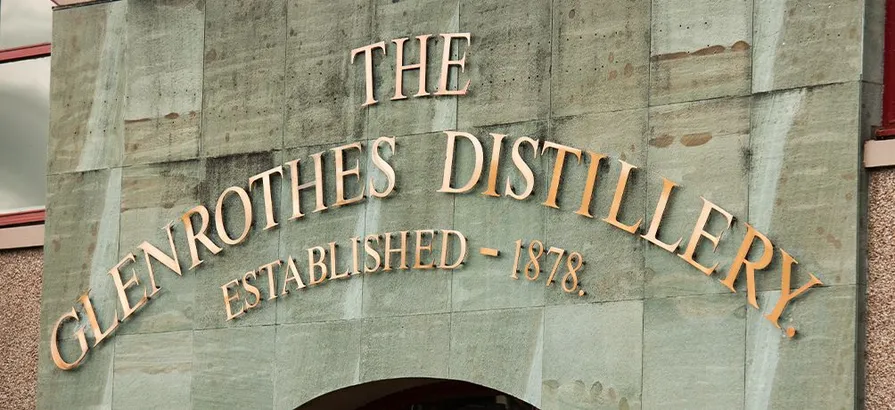 THE
GLENROTHES DISTILLERY.
ESTABLISHED - 1878.